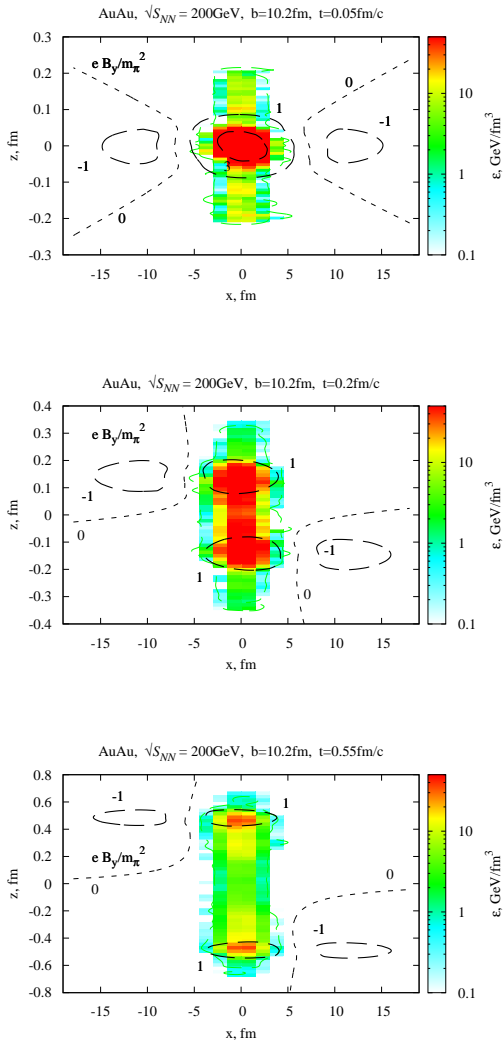 AuAu, √S_NN = 200GeV, b=10.2fm, t=0.05fm/c
0.3
0.2
0.1
0
-0.1
-0.2
-0.3
z, fm
e B_y/m_π^2
0
1
-1
-1
3
0
-15 -10 -5 0 5 10 15
x, fm
10
1
0.1
ε, GeV/fm^3
AuAu, √S_NN = 200GeV, b=10.2fm, t=0.2fm/c
0.4
0.3
0.2
0.1
0
-0.1
-0.2
-0.3
-0.4
z, fm
e B_y/m_π^2
1
-1
0
-1
1
0
-15 -10 -5 0 5 10 15
x, fm
10
1
0.1
ε, GeV/fm^3
AuAu, √S_NN = 200GeV, b=10.2fm, t=0.55fm/c
0.8
0.6
0.4
0.2
0
-0.2
-0.4
-0.6
-0.8
z, fm
-1
1
e B_y/m_π^2
0
0
1
-1
-15 -10 -5 0 5 10 15
x, fm
10
1
0.1
ε, GeV/fm^3